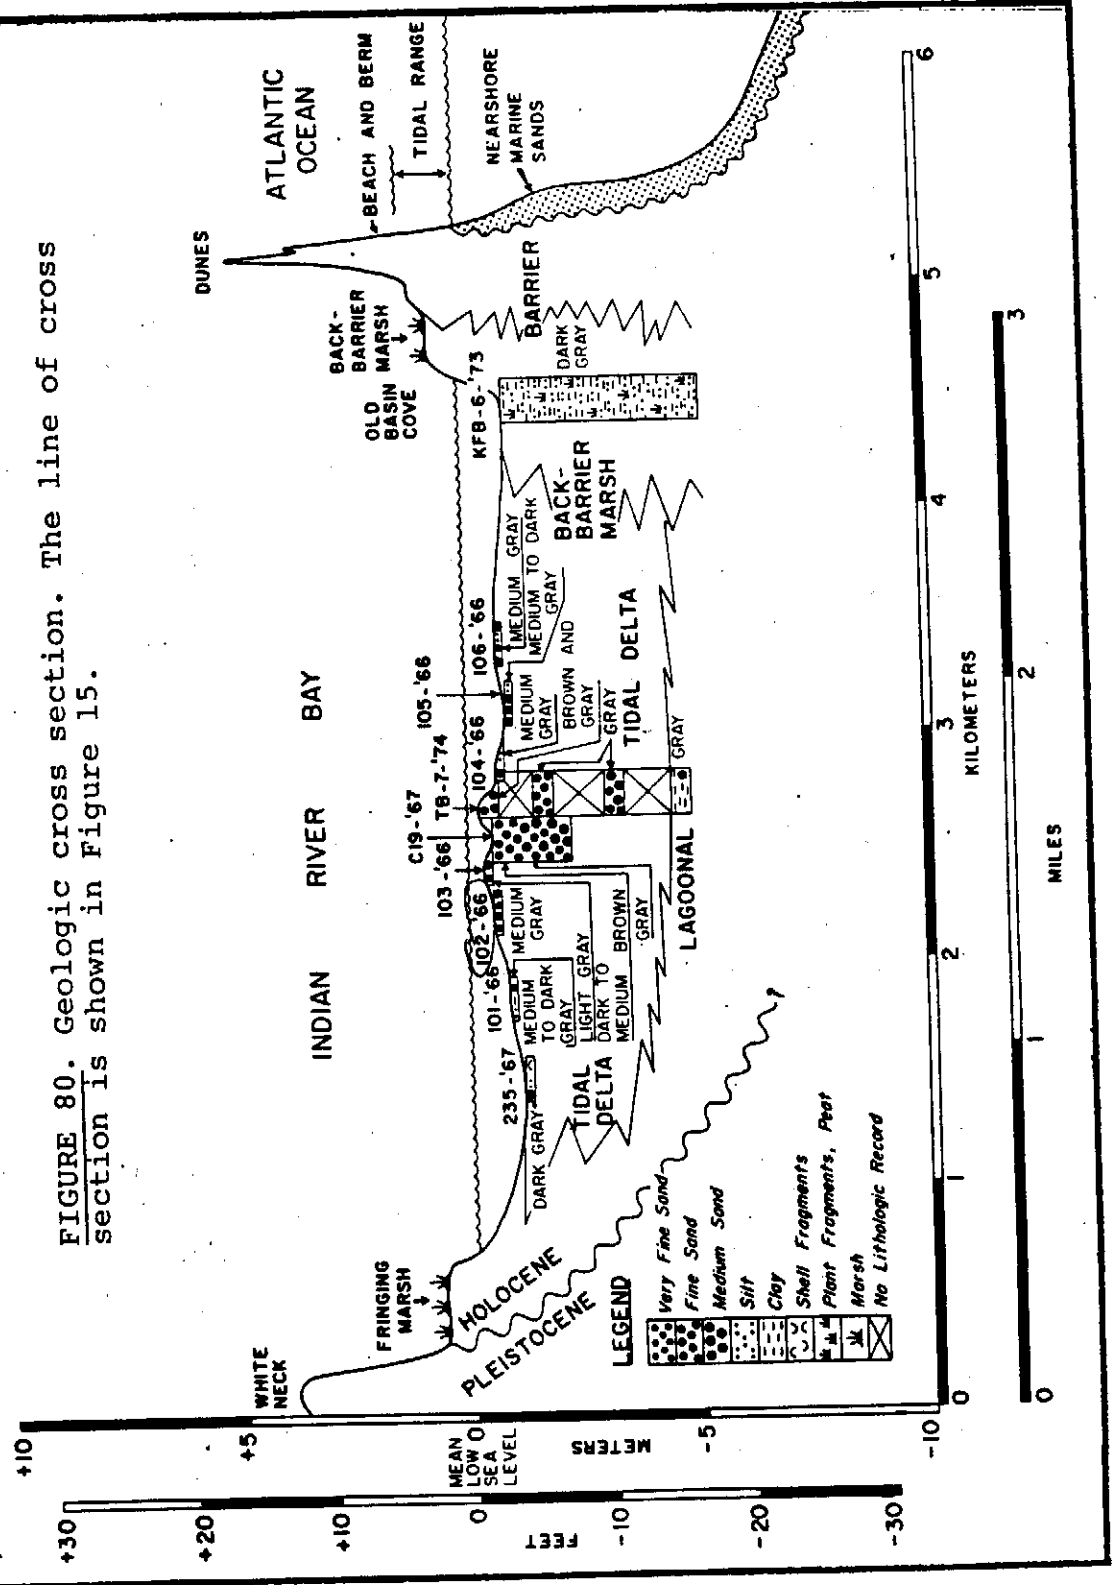 FIGURE 80. Geologic cross section. The line of cross
section is shown in Figure 15.
ATLANTIC
OCEAN
DUNES
BEACH AND BERM
TIDAL RANGE
NEARSHORE
MARINE
SANDS
BACK-
BARRIER
MARSH
OLD
BASIN
COVE
BARRIER
KFB-6-'73
DARK
GRAY
INDIAN RIVER BAY
WHITE
NECK
FRINGING
MARSH
HOLOCENE
PLEISTOCENE
235-'67
101-'66
102-'66
103-'66
C19-'67
TB-7-'74
104-'66
105-'66
106-'66
DARK GRAY
TIDAL
DELTA
MEDIUM
TO DARK
GRAY
MEDIUM
GRAY
LIGHT GRAY
DARK TO
MEDIUM BROWN
GRAY
MEDIUM
GRAY
BROWN AND
GRAY
GRAY
MEDIUM GRAY
MEDIUM TO DARK
GRAY
TIDAL DELTA
BACK-
BARRIER
MARSH
LAGOONAL
GRAY
?
LEGEND
Very Fine Sand
Fine Sand
Medium Sand
Silt
Clay
Shell Fragments
Plant Fragments, Peat
Marsh
No Lithologic Record
+10
+5
0
-5
-10
METERS
MEAN
LOW
SEA
LEVEL
+30
+20
+10
0
-10
-20
-30
FEET
0 1 2 3 4 5 6
KILOMETERS
0 1 2 3
MILES